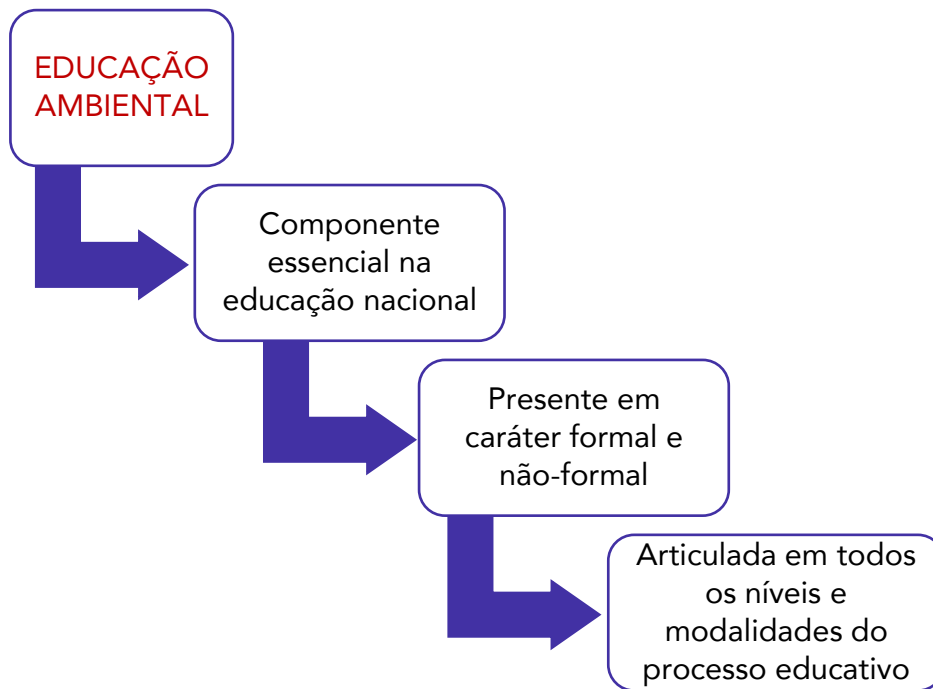 EDUCAÇÃO
AMBIENTAL
Componente
essencial na
educação nacional
Presente em
caráter formal e
não-formal
Articulada em todos
os níveis e
modalidades do
processo educativo